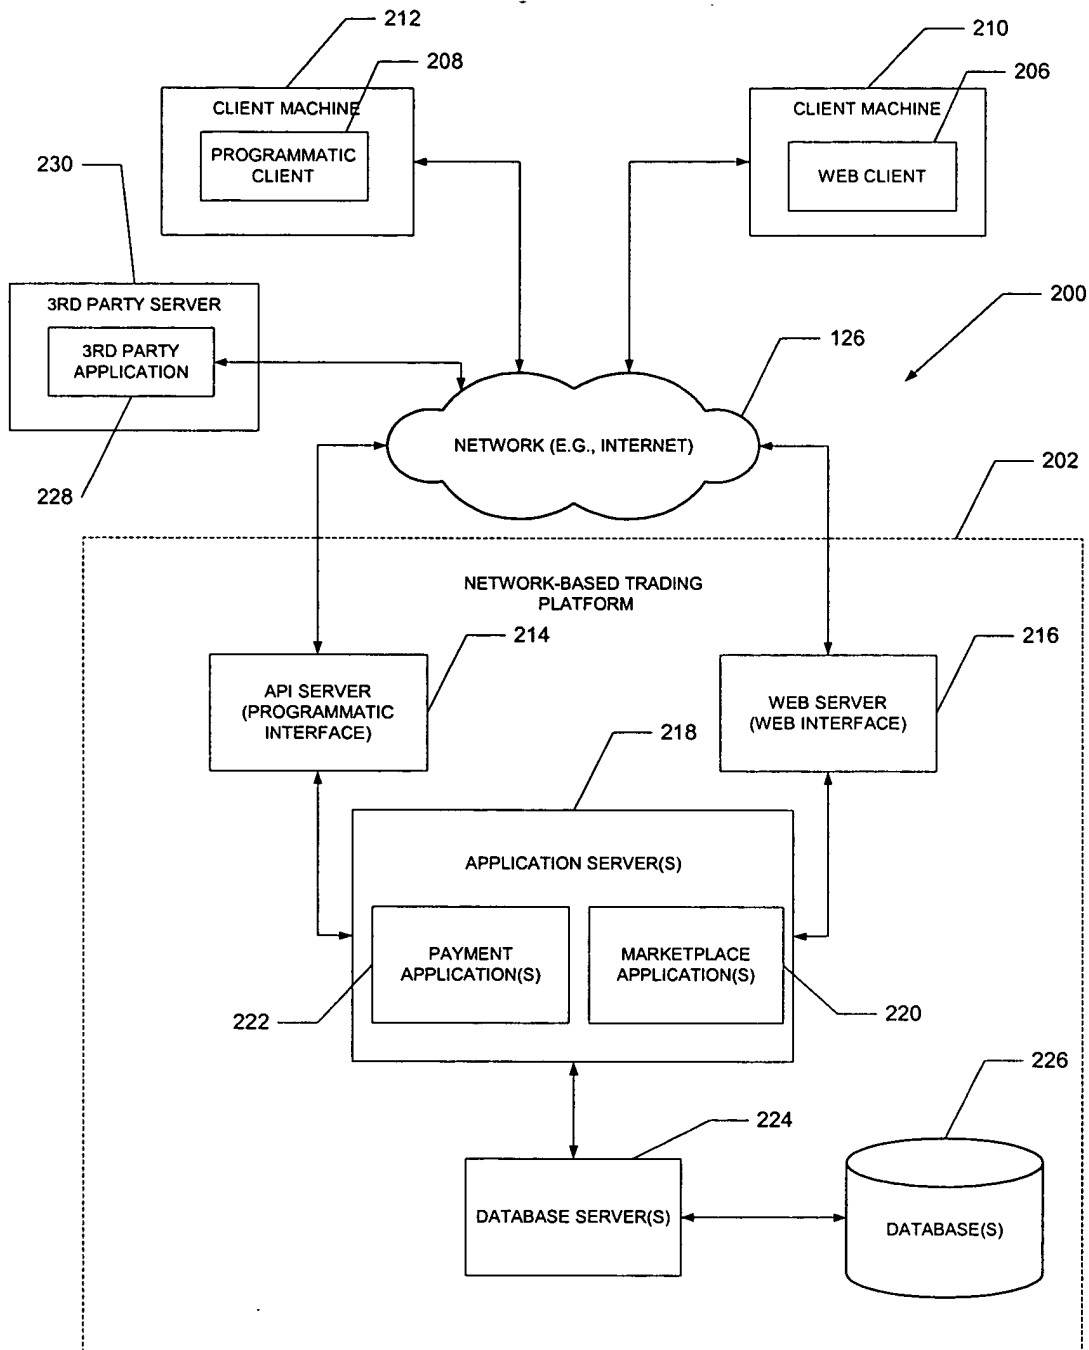 212
210
208
206
CLIENT MACHINE
CLIENT MACHINE
PROGRAMMATIC
CLIENT
WEB CLIENT
230
3RD PARTY SERVER
200
3RD PARTY
APPLICATION
126
NETWORK (E.G., INTERNET)
228
202
NETWORK-BASED TRADING
PLATFORM
214
216
API SERVER
(PROGRAMMATIC
INTERFACE)
WEB SERVER
(WEB INTERFACE)
218
APPLICATION SERVER(S)
PAYMENT
APPLICATION(S)
MARKETPLACE
APPLICATION(S)
222
220
226
224
DATABASE SERVER(S)
DATABASE(S)